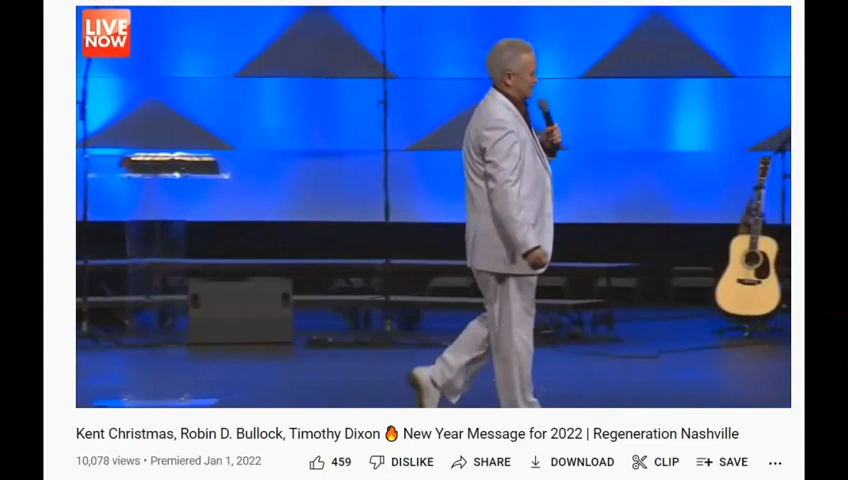 LIVE
NOW
Kent Christmas, Robin D. Bullock, Timothy Dixon 🔥 New Year Message for 2022 | Regeneration Nashville
10,078 views • Premiered Jan 1, 2022
459 DISLIKE SHARE DOWNLOAD CLIP SAVE